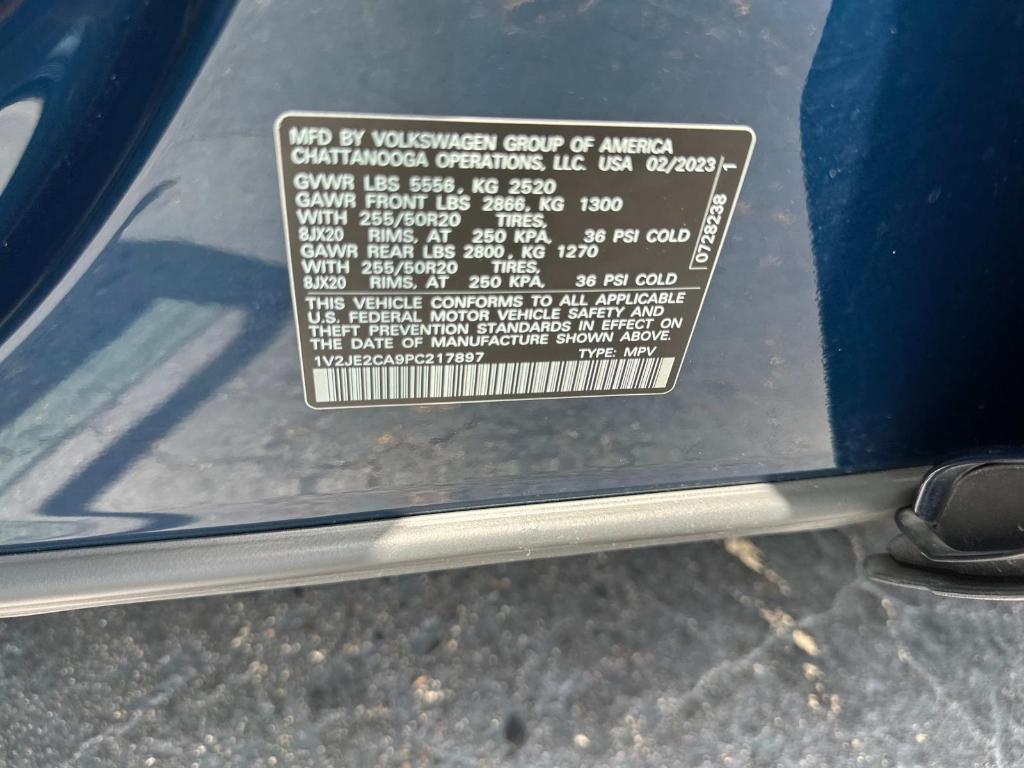 MFD BY VOLKSWAGEN GROUP OF AMERICA
CHATTANOOGA OPERATIONS, LLC. USA 02/2023
GVWR LBS 5556, KG 2520
GAWR FRONT LBS 2866, KG 1300
WITH 255/50R20 TIRES,
8JX20 RIMS, AT 250 KPA, 36 PSI COLD
GAWR REAR LBS 2800, KG 1270
WITH 255/50R20 TIRES,
8JX20 RIMS, AT 250 KPA, 36 PSI COLD
THIS VEHICLE CONFORMS TO ALL APPLICABLE
U.S. FEDERAL MOTOR VEHICLE SAFETY AND
THEFT PREVENTION STANDARDS IN EFFECT ON
THE DATE OF MANUFACTURE SHOWN ABOVE.
1V2JE2CA9PC217897 TYPE: MPV
0728238 1